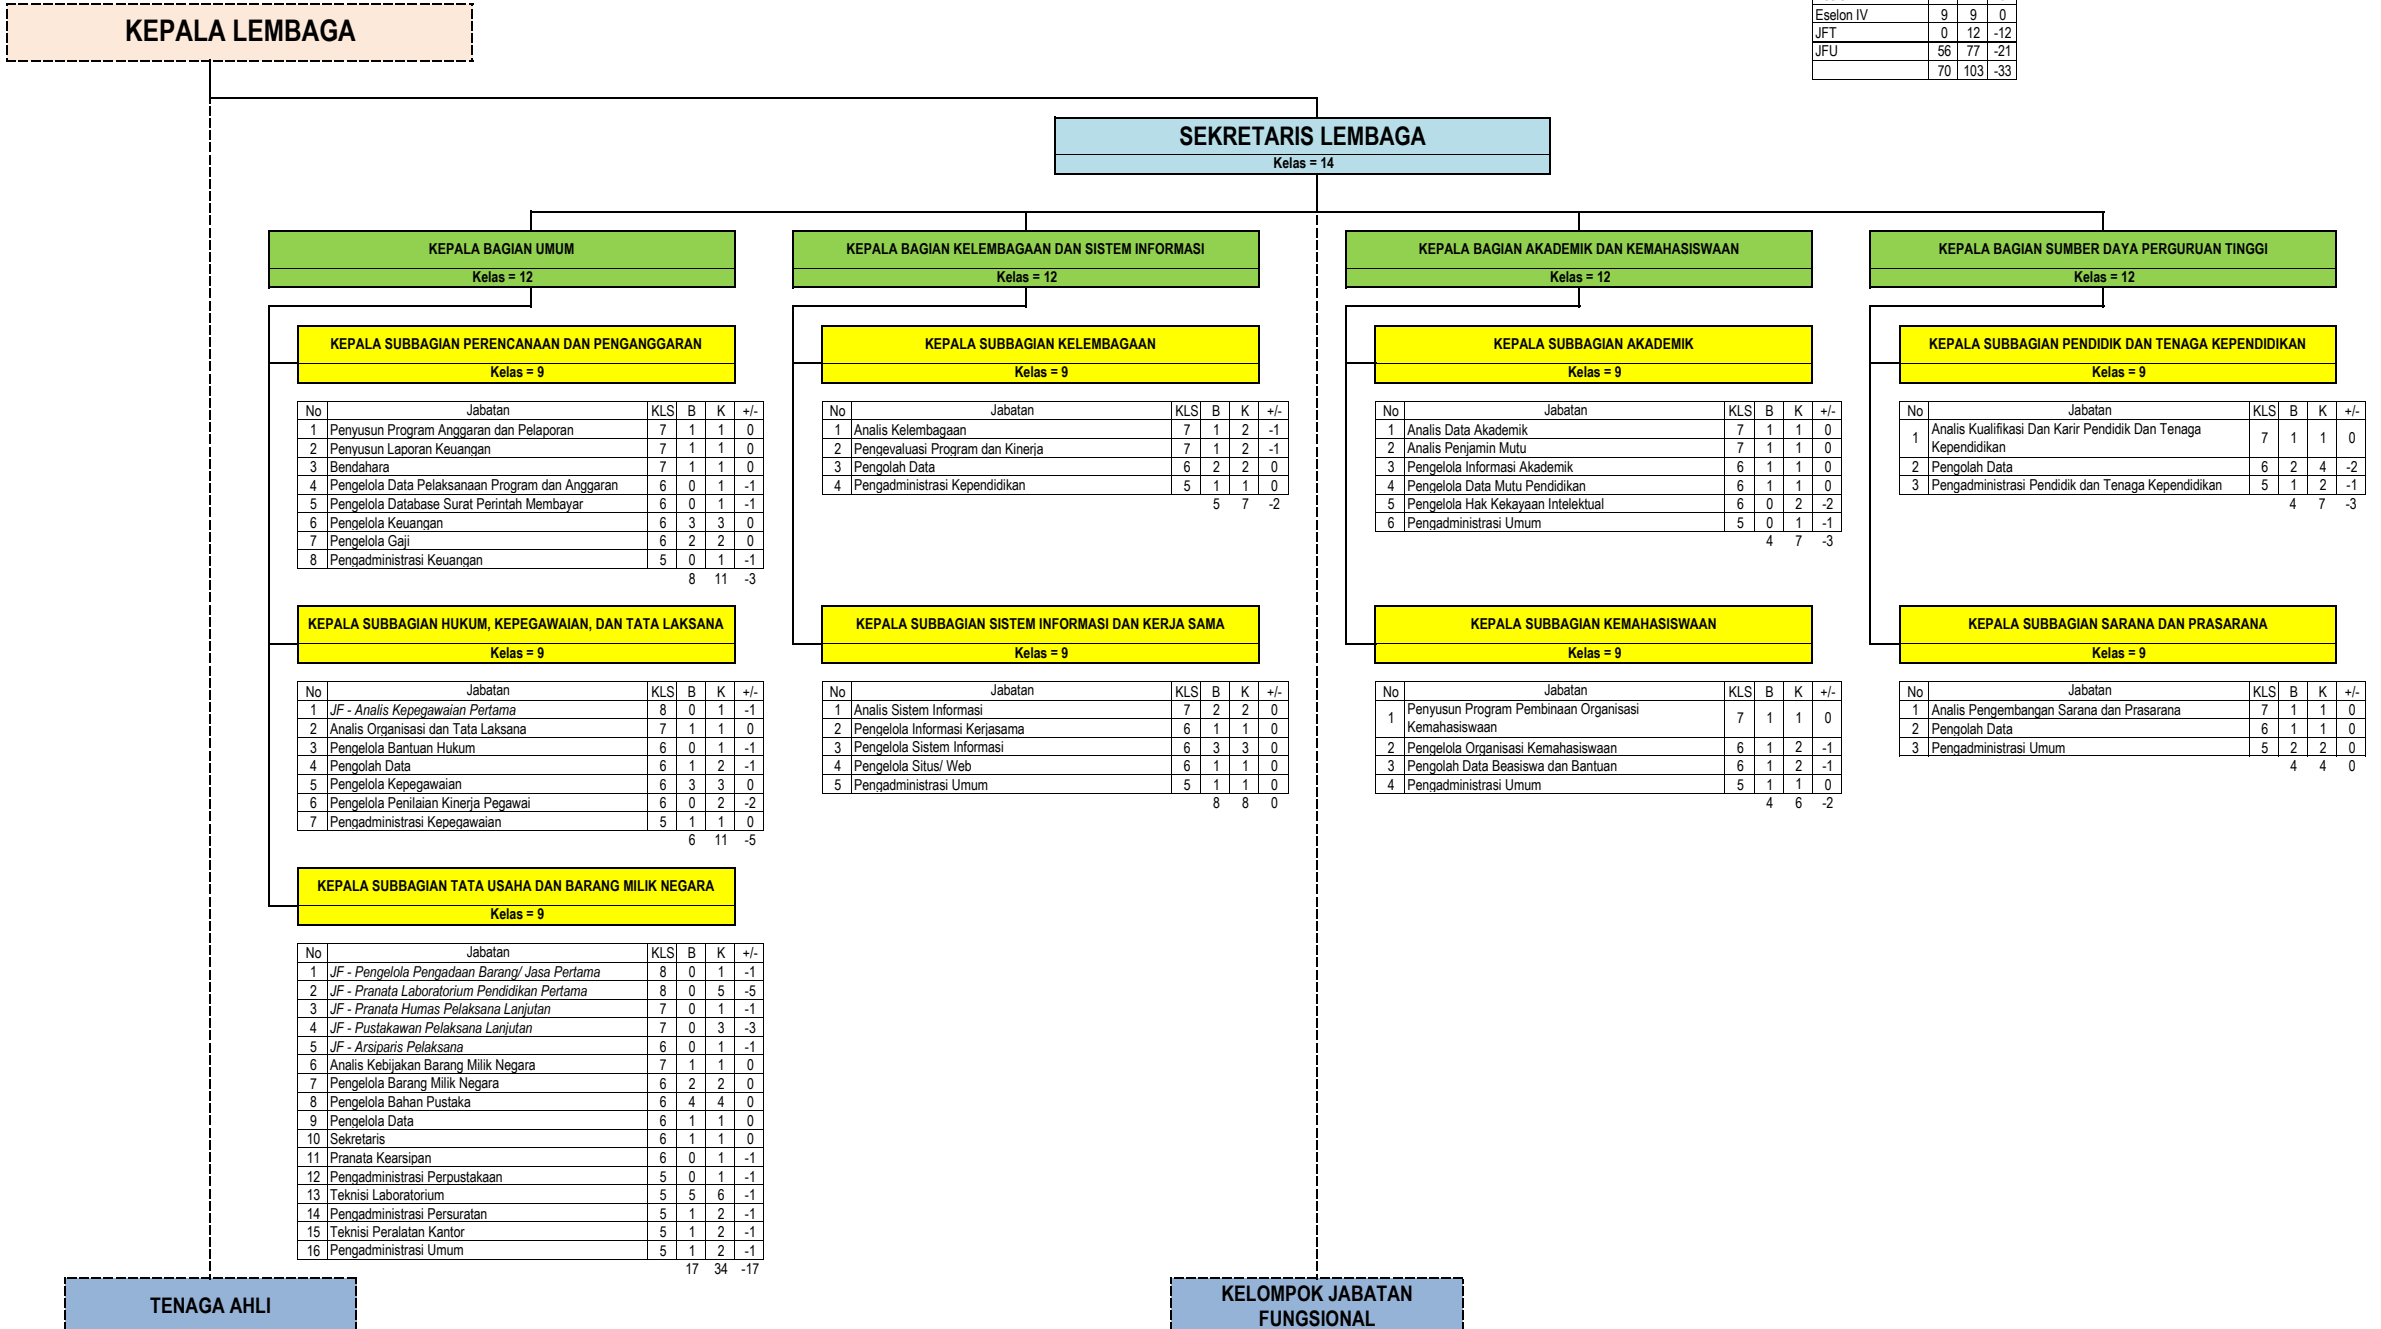 KEPALA LEMBAGA
Eselon IV 9 9 0
JFT 0 12 -12
JFU 56 77 -21
70 103 -33
SEKRETARIS LEMBAGA
Kelas = 14
KEPALA BAGIAN UMUM
Kelas = 12
KEPALA SUBBAGIAN PERENCANAAN DAN PENGANGGARAN
Kelas = 9
No Jabatan KLS B K +/-
1 Penyusun Program Anggaran dan Pelaporan 7 1 1 0
2 Penyusun Laporan Keuangan 7 1 1 0
3 Bendahara 7 1 1 0
4 Pengelola Data Pelaksanaan Program dan Anggaran 6 0 1 -1
5 Pengelola Database Surat Perintah Membayar 6 0 1 -1
6 Pengelola Keuangan 6 3 3 0
7 Pengelola Gaji 6 2 2 0
8 Pengadministrasi Keuangan 5 0 1 -1
8 11 -3
KEPALA SUBBAGIAN HUKUM, KEPEGAWAIAN, DAN TATA LAKSANA
Kelas = 9
No Jabatan KLS B K +/-
1 JF - Analis Kepegawaian Pertama 8 0 1 -1
2 Analis Organisasi dan Tata Laksana 7 1 1 0
3 Pengelola Bantuan Hukum 6 0 1 -1
4 Pengolah Data 6 1 2 -1
5 Pengelola Kepegawaian 6 3 3 0
6 Pengelola Penilaian Kinerja Pegawai 6 0 2 -2
7 Pengadministrasi Kepegawaian 5 1 1 0
6 11 -5
KEPALA SUBBAGIAN TATA USAHA DAN BARANG MILIK NEGARA
Kelas = 9
No Jabatan KLS B K +/-
1 JF - Pengelola Pengadaan Barang/ Jasa Pertama 8 0 1 -1
2 JF - Pranata Laboratorium Pendidikan Pertama 8 0 5 -5
3 JF - Pranata Humas Pelaksana Lanjutan 7 0 1 -1
4 JF - Pustakawan Pelaksana Lanjutan 7 0 3 -3
5 JF - Arsiparis Pelaksana 6 0 1 -1
6 Analis Kebijakan Barang Milik Negara 7 1 1 0
7 Pengelola Barang Milik Negara 6 2 2 0
8 Pengelola Bahan Pustaka 6 4 4 0
9 Pengelola Data 6 1 1 0
10 Sekretaris 6 1 1 0
11 Pranata Kearsipan 6 0 1 -1
12 Pengadministrasi Perpustakaan 5 0 1 -1
13 Teknisi Laboratorium 5 5 6 -1
14 Pengadministrasi Persuratan 5 1 2 -1
15 Teknisi Peralatan Kantor 5 1 2 -1
16 Pengadministrasi Umum 5 1 2 -1
17 34 -17
KEPALA BAGIAN KELEMBAGAAN DAN SISTEM INFORMASI
Kelas = 12
KEPALA SUBBAGIAN KELEMBAGAAN
Kelas = 9
No Jabatan KLS B K +/-
1 Analis Kelembagaan 7 1 2 -1
2 Pengevaluasi Program dan Kinerja 7 1 2 -1
3 Pengolah Data 6 2 2 0
4 Pengadministrasi Kependidikan 5 1 1 0
5 7 -2
KEPALA SUBBAGIAN SISTEM INFORMASI DAN KERJA SAMA
Kelas = 9
No Jabatan KLS B K +/-
1 Analis Sistem Informasi 7 2 2 0
2 Pengelola Informasi Kerjasama 6 1 1 0
3 Pengelola Sistem Informasi 6 3 3 0
4 Pengelola Situs/ Web 6 1 1 0
5 Pengadministrasi Umum 5 1 1 0
8 8 0
KEPALA BAGIAN AKADEMIK DAN KEMAHASISWAAN
Kelas = 12
KEPALA SUBBAGIAN AKADEMIK
Kelas = 9
No Jabatan KLS B K +/-
1 Analis Data Akademik 7 1 1 0
2 Analis Penjamin Mutu 7 1 1 0
3 Pengelola Informasi Akademik 6 1 1 0
4 Pengelola Data Mutu Pendidikan 6 1 1 0
5 Pengelola Hak Kekayaan Intelektual 6 0 2 -2
6 Pengadministrasi Umum 5 0 1 -1
4 7 -3
KEPALA SUBBAGIAN KEMAHASISWAAN
Kelas = 9
No Jabatan KLS B K +/-
1 Penyusun Program Pembinaan Organisasi
Kemahasiswaan 7 1 1 0
2 Pengelola Organisasi Kemahasiswaan 6 1 2 -1
3 Pengolah Data Beasiswa dan Bantuan 6 1 2 -1
4 Pengadministrasi Umum 5 1 1 0
4 6 -2
KEPALA BAGIAN SUMBER DAYA PERGURUAN TINGGI
Kelas = 12
KEPALA SUBBAGIAN PENDIDIK DAN TENAGA KEPENDIDIKAN
Kelas = 9
No Jabatan KLS B K +/-
1 Analis Kualifikasi Dan Karir Pendidik Dan Tenaga
Kependidikan 7 1 1 0
2 Pengolah Data 6 2 4 -2
3 Pengadministrasi Pendidik dan Tenaga Kependidikan 5 1 2 -1
4 7 -3
KEPALA SUBBAGIAN SARANA DAN PRASARANA
Kelas = 9
No Jabatan KLS B K +/-
1 Analis Pengembangan Sarana dan Prasarana 7 1 1 0
2 Pengolah Data 6 1 1 0
3 Pengadministrasi Umum 5 2 2 0
4 4 0
TENAGA AHLI
KELOMPOK JABATAN
FUNGSIONAL